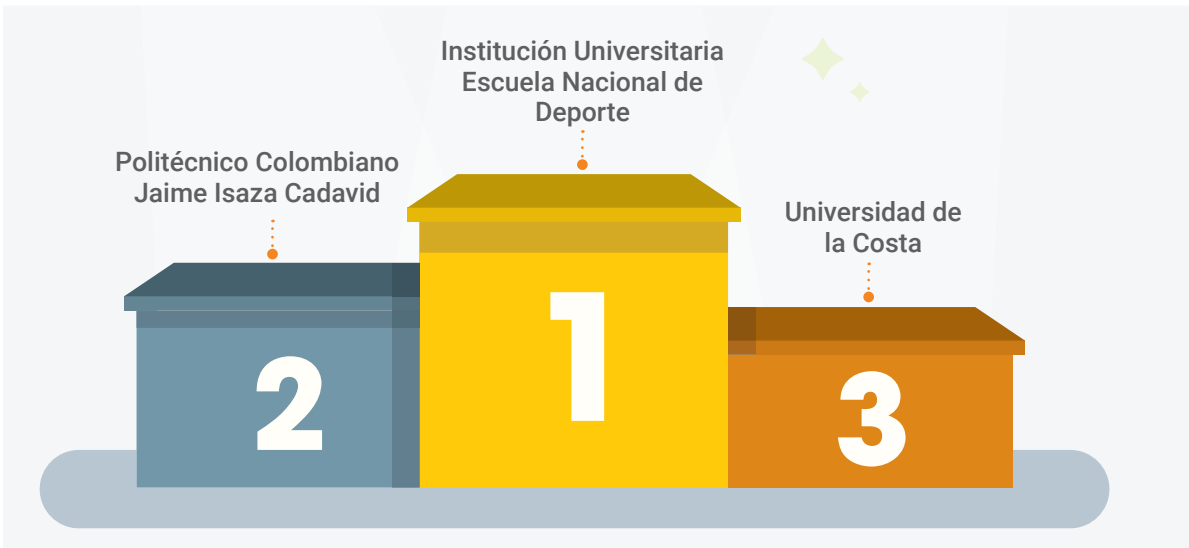 Institución Universitaria
Escuela Nacional de
Deporte
Politécnico Colombiano
Jaime Isaza Cadavid
Universidad de
la Costa
2
1
3